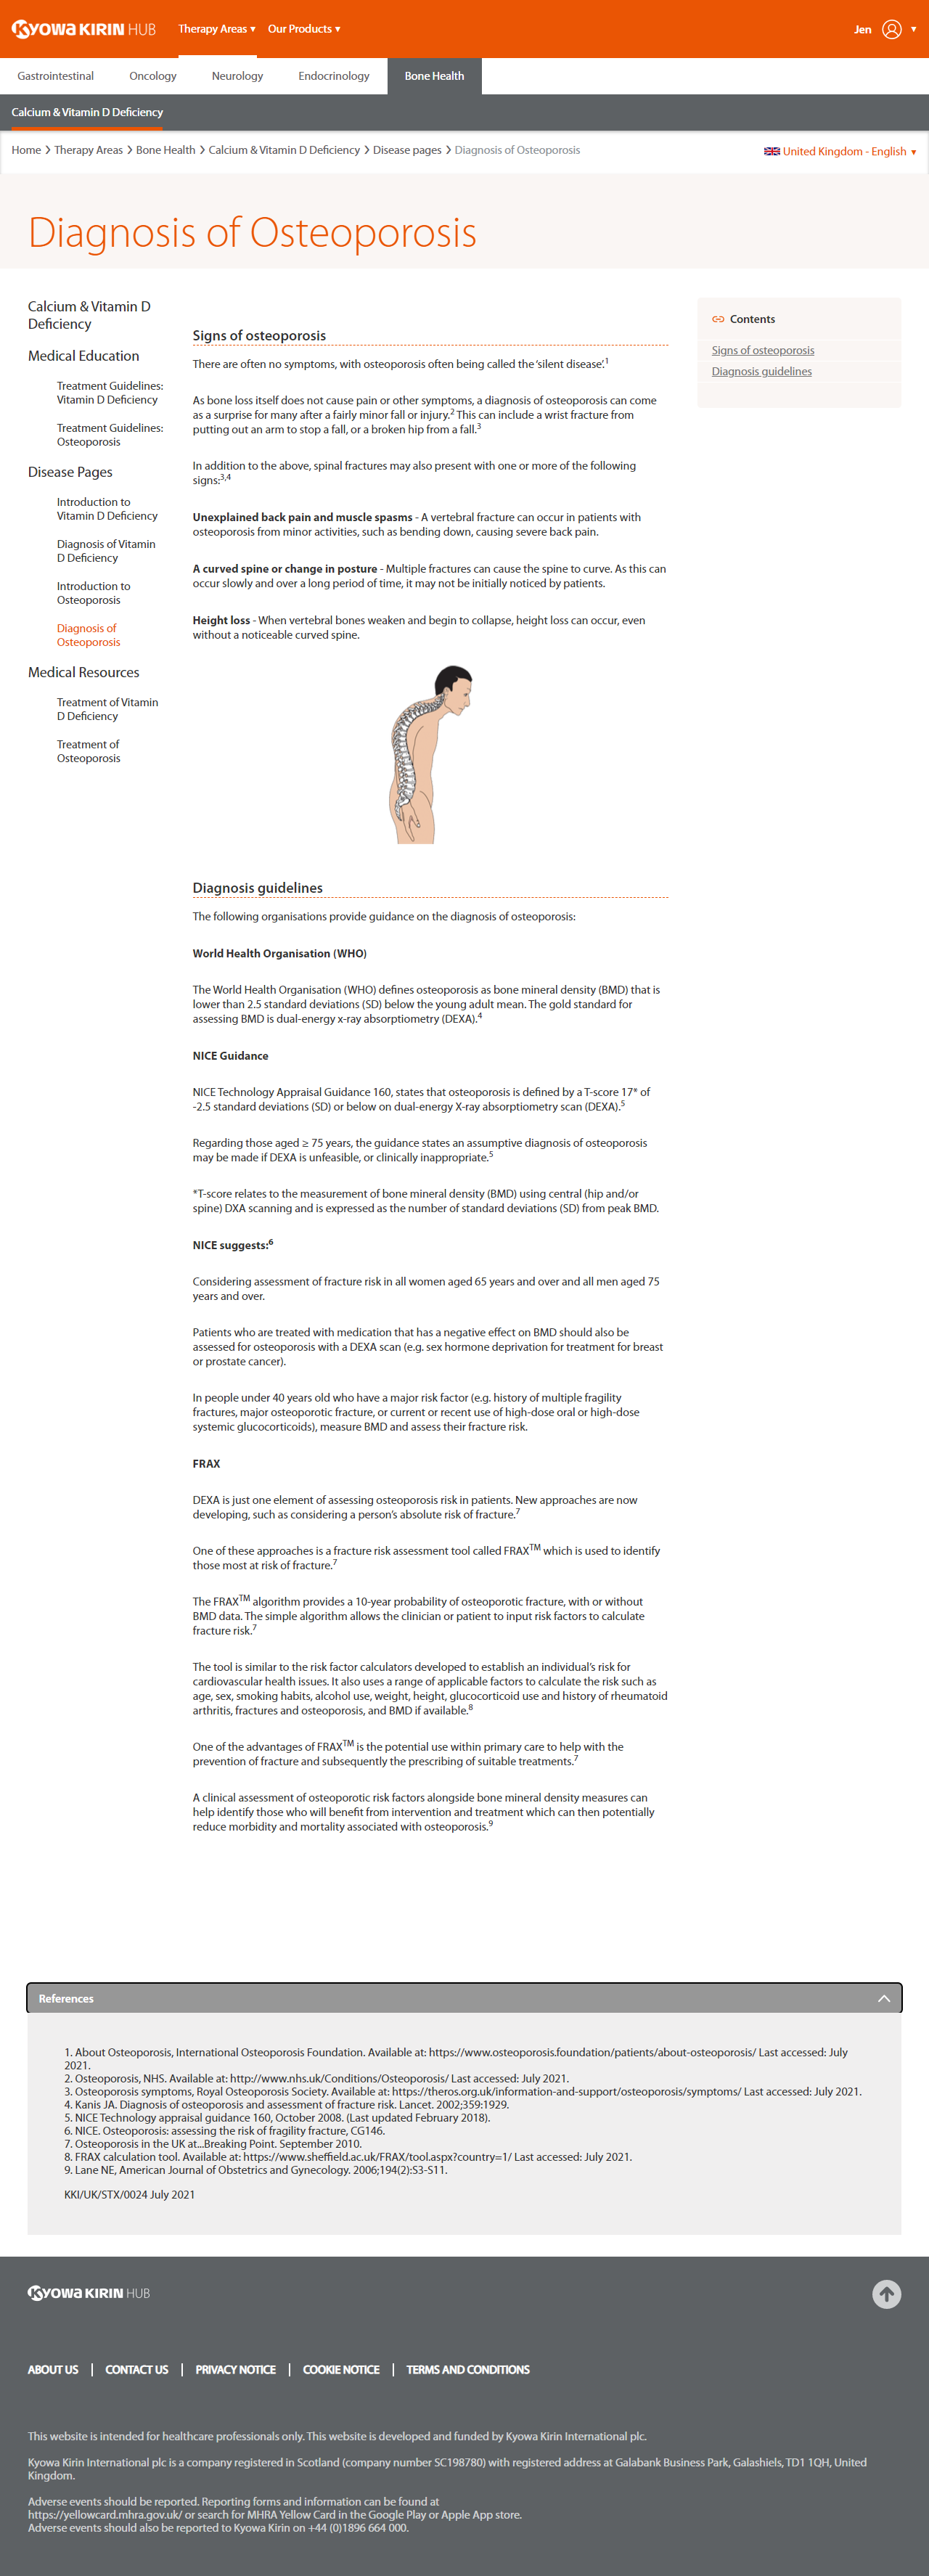 KYOWA KIRIN HUB
Therapy Areas ▾ Our Products ▾
Jen ▾
Gastrointestinal Oncology Neurology Endocrinology Bone Health
Calcium & Vitamin D Deficiency
Home > Therapy Areas > Bone Health > Calcium & Vitamin D Deficiency > Disease pages > Diagnosis of Osteoporosis
United Kingdom - English ▾
Diagnosis of Osteoporosis
Calcium & Vitamin D
Deficiency
Medical Education
Treatment Guidelines:
Vitamin D Deficiency
Treatment Guidelines:
Osteoporosis
Disease Pages
Introduction to
Vitamin D Deficiency
Diagnosis of Vitamin
D Deficiency
Introduction to
Osteoporosis
Diagnosis of
Osteoporosis
Medical Resources
Treatment of Vitamin
D Deficiency
Treatment of
Osteoporosis
Signs of osteoporosis
There are often no symptoms, with osteoporosis often being called the ‘silent disease’.1
As bone loss itself does not cause pain or other symptoms, a diagnosis of osteoporosis can come
as a surprise for many after a fairly minor fall or injury.2 This can include a wrist fracture from
putting out an arm to stop a fall, or a broken hip from a fall.3
In addition to the above, spinal fractures may also present with one or more of the following
signs:3,4
Unexplained back pain and muscle spasms - A vertebral fracture can occur in patients with
osteoporosis from minor activities, such as bending down, causing severe back pain.
A curved spine or change in posture - Multiple fractures can cause the spine to curve. As this can
occur slowly and over a long period of time, it may not be initially noticed by patients.
Height loss - When vertebral bones weaken and begin to collapse, height loss can occur, even
without a noticeable curved spine.
Diagnosis guidelines
The following organisations provide guidance on the diagnosis of osteoporosis:
World Health Organisation (WHO)
The World Health Organisation (WHO) defines osteoporosis as bone mineral density (BMD) that is
lower than 2.5 standard deviations (SD) below the young adult mean. The gold standard for
assessing BMD is dual-energy x-ray absorptiometry (DEXA).4
NICE Guidance
NICE Technology Appraisal Guidance 160, states that osteoporosis is defined by a T-score 17* of
-2.5 standard deviations (SD) or below on dual-energy X-ray absorptiometry scan (DEXA).5
Regarding those aged ≥ 75 years, the guidance states an assumptive diagnosis of osteoporosis
may be made if DEXA is unfeasible, or clinically inappropriate.5
*T-score relates to the measurement of bone mineral density (BMD) using central (hip and/or
spine) DXA scanning and is expressed as the number of standard deviations (SD) from peak BMD.
NICE suggests:6
Considering assessment of fracture risk in all women aged 65 years and over and all men aged 75
years and over.
Patients who are treated with medication that has a negative effect on BMD should also be
assessed for osteoporosis with a DEXA scan (e.g. sex hormone deprivation for treatment for breast
or prostate cancer).
In people under 40 years old who have a major risk factor (e.g. history of multiple fragility
fractures, major osteoporotic fracture, or current or recent use of high-dose oral or high-dose
systemic glucocorticoids), measure BMD and assess their fracture risk.
FRAX
DEXA is just one element of assessing osteoporosis risk in patients. New approaches are now
developing, such as considering a person’s absolute risk of fracture.7
One of these approaches is a fracture risk assessment tool called FRAXTM which is used to identify
those most at risk of fracture.7
The FRAXTM algorithm provides a 10-year probability of osteoporotic fracture, with or without
BMD data. The simple algorithm allows the clinician or patient to input risk factors to calculate
fracture risk.7
The tool is similar to the risk factor calculators developed to establish an individual’s risk for
cardiovascular health issues. It also uses a range of applicable factors to calculate the risk such as
age, sex, smoking habits, alcohol use, weight, height, glucocorticoid use and history of rheumatoid
arthritis, fractures and osteoporosis, and BMD if available.8
One of the advantages of FRAXTM is the potential use within primary care to help with the
prevention of fracture and subsequently the prescribing of suitable treatments.7
A clinical assessment of osteoporotic risk factors alongside bone mineral density measures can
help identify those who will benefit from intervention and treatment which can then potentially
reduce morbidity and mortality associated with osteoporosis.9
Contents
Signs of osteoporosis
Diagnosis guidelines
References
1. About Osteoporosis, International Osteoporosis Foundation. Available at: https://www.osteoporosis.foundation/patients/about-osteoporosis/ Last accessed: July
2021.
2. Osteoporosis, NHS. Available at: http://www.nhs.uk/Conditions/Osteoporosis/ Last accessed: July 2021.
3. Osteoporosis symptoms, Royal Osteoporosis Society. Available at: https://theros.org.uk/information-and-support/osteoporosis/symptoms/ Last accessed: July 2021.
4. Kanis JA. Diagnosis of osteoporosis and assessment of fracture risk. Lancet. 2002;359:1929.
5. NICE Technology appraisal guidance 160, October 2008. (Last updated February 2018).
6. NICE. Osteoporosis: assessing the risk of fragility fracture, CG146.
7. Osteoporosis in the UK at...Breaking Point. September 2010.
8. FRAX calculation tool. Available at: https://www.sheffield.ac.uk/FRAX/tool.aspx?country=1/ Last accessed: July 2021.
9. Lane NE, American Journal of Obstetrics and Gynecology. 2006;194(2):S3-S11.
KKI/UK/STX/0024 July 2021
KYOWA KIRIN HUB
ABOUT US | CONTACT US | PRIVACY NOTICE | COOKIE NOTICE | TERMS AND CONDITIONS
This website is intended for healthcare professionals only. This website is developed and funded by Kyowa Kirin International plc.
Kyowa Kirin International plc is a company registered in Scotland (company number SC198780) with registered address at Galabank Business Park, Galashiels, TD1 1QH, United
Kingdom.
Adverse events should be reported. Reporting forms and information can be found at
https://yellowcard.mhra.gov.uk/ or search for MHRA Yellow Card in the Google Play or Apple App store.
Adverse events should also be reported to Kyowa Kirin on +44 (0)1896 664 000.